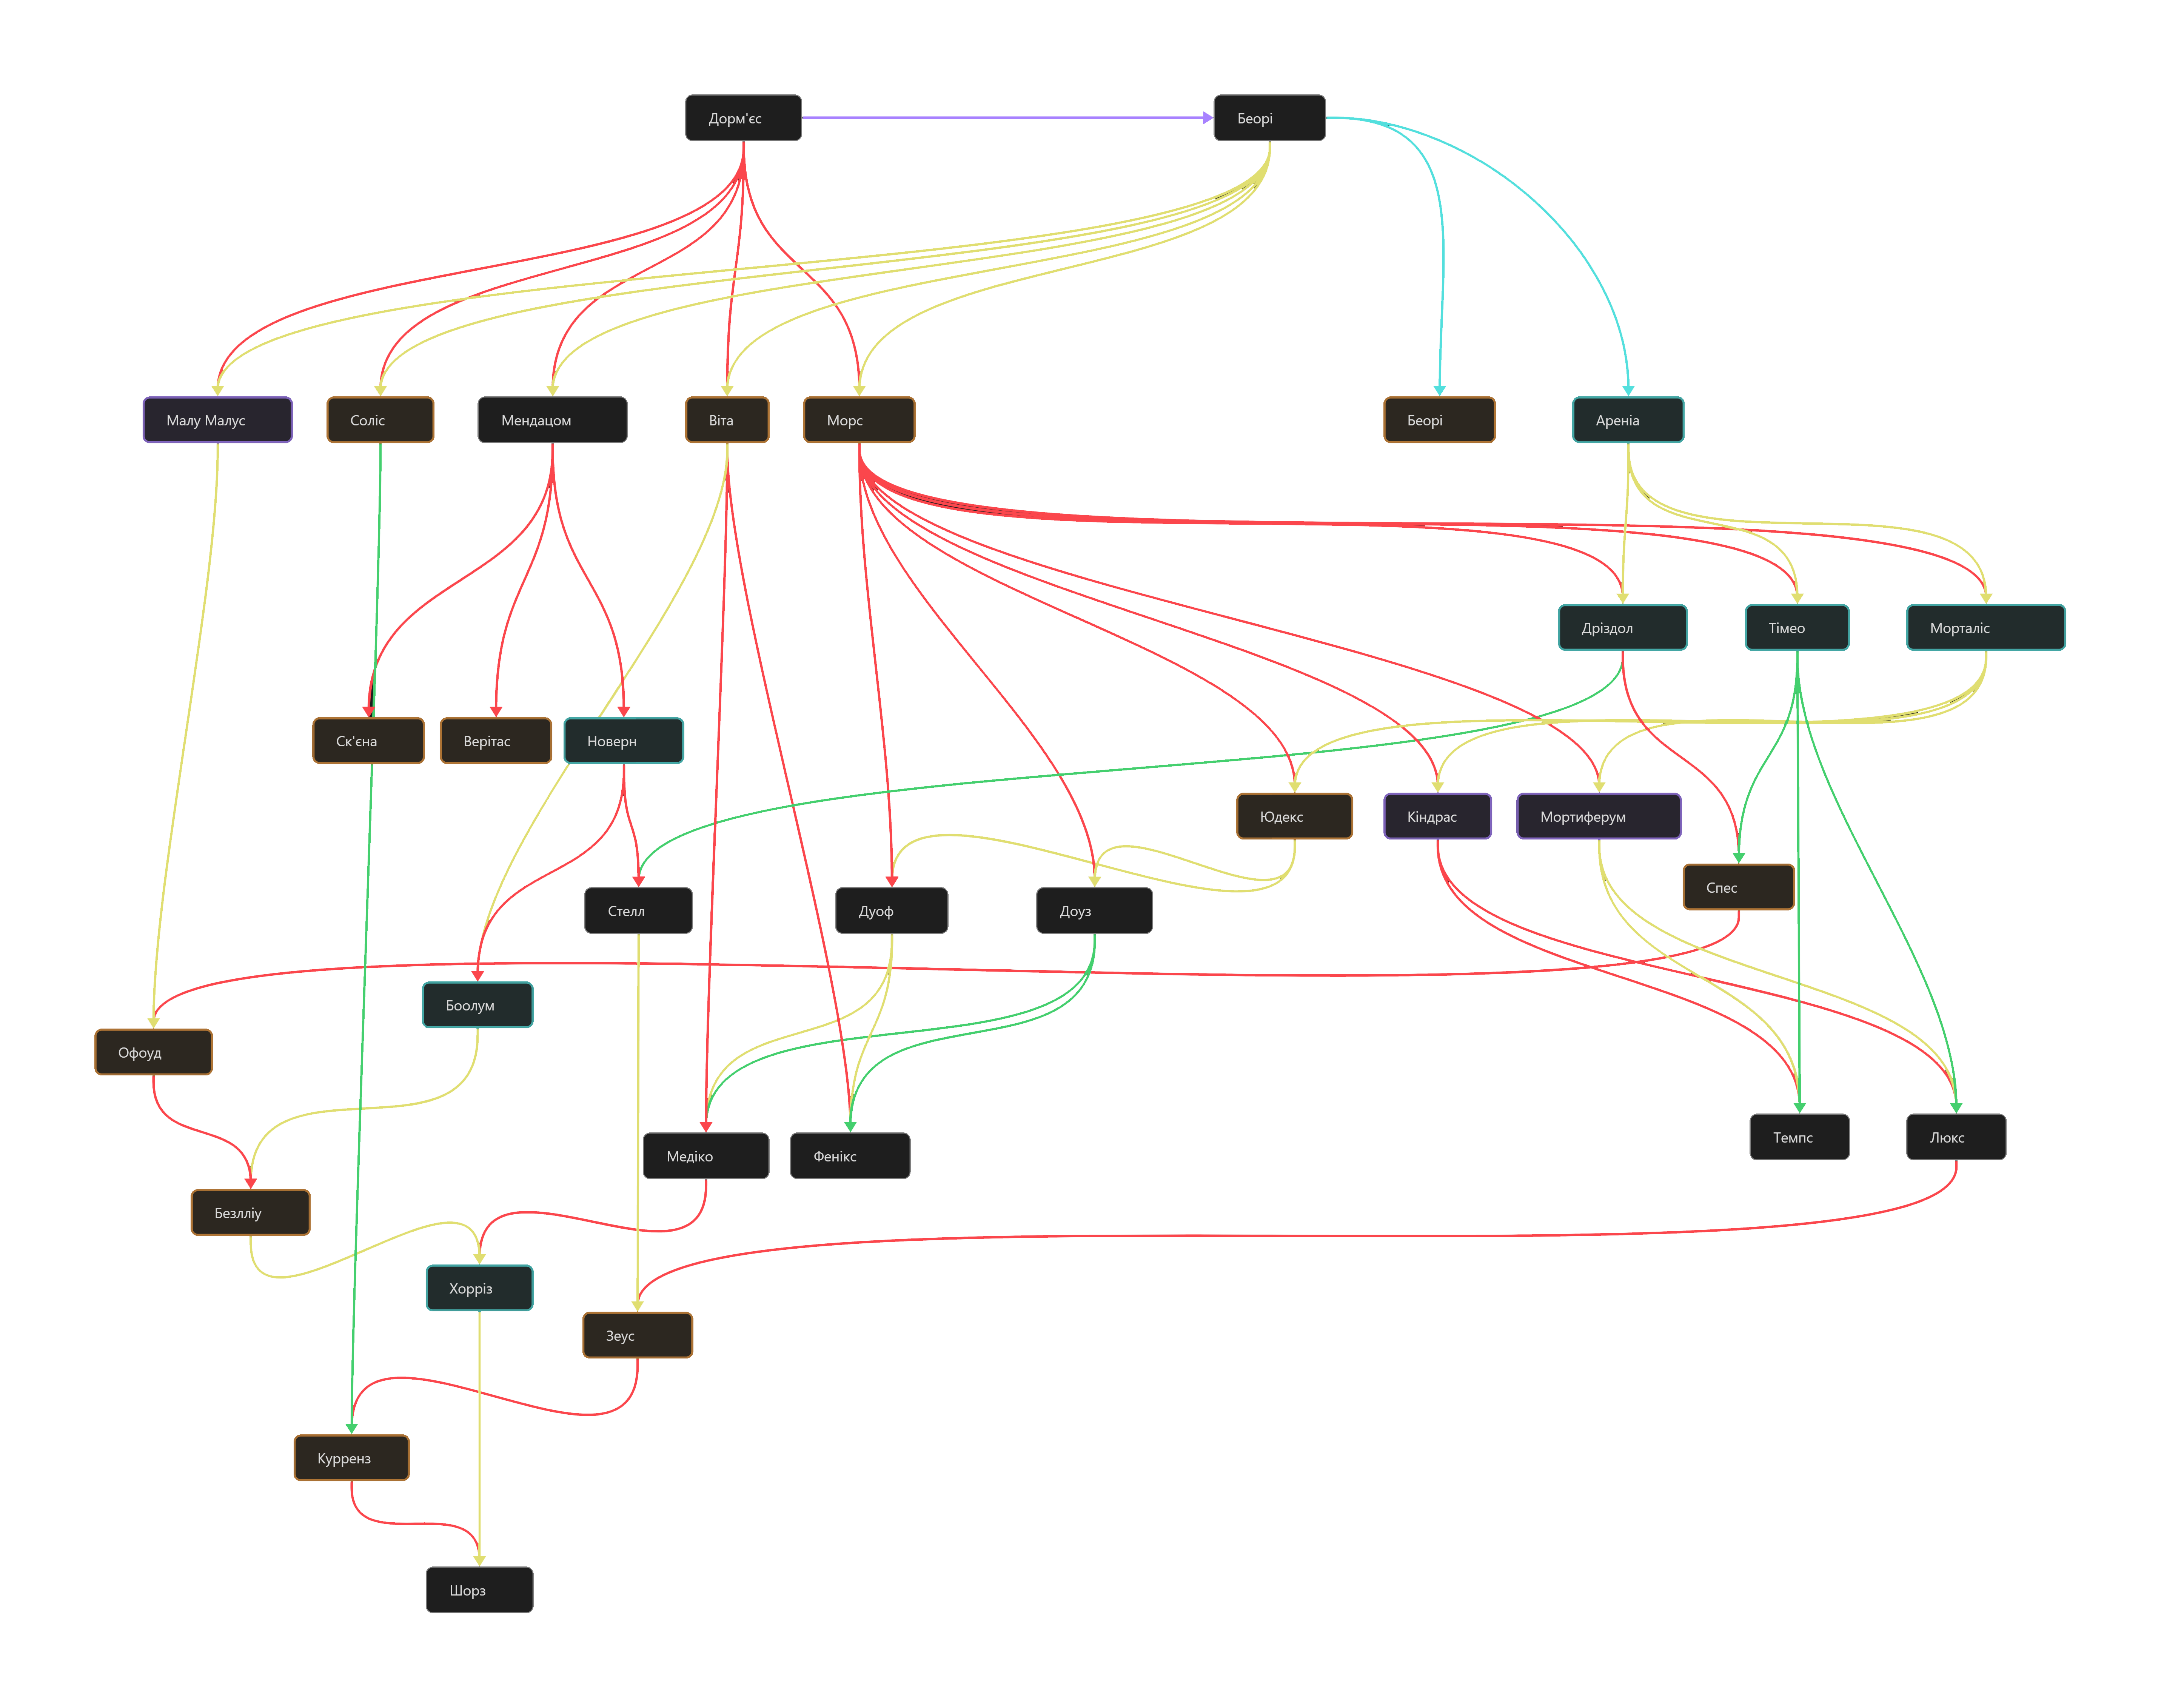 Дорм'єс
Беорі
Малу Малус
Соліс
Мендацом
Віта
Морс
Беорі
Ареніа
Дріздол
Тімео
Морталіс
Ск'єна
Верітас
Новерн
Юдекс
Кіндрас
Мортиферум
Спес
Стелл
Дуоф
Доуз
Боолум
Офоуд
Темпс
Люкс
Медіко
Фенікс
Безлліу
Хорріз
Зеус
Курренз
Шорз